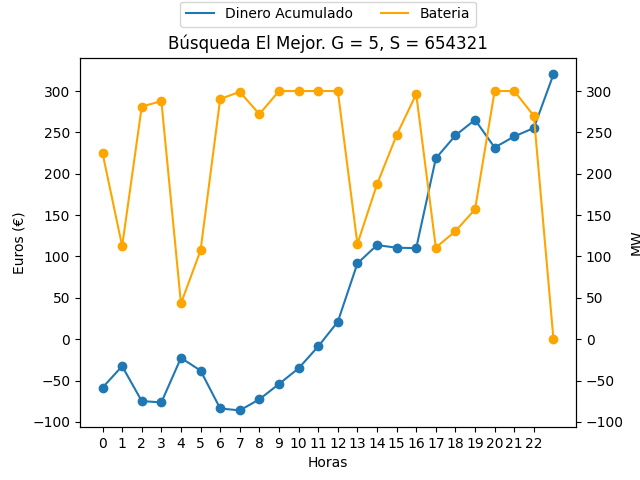 Dinero Acumulado Bateria
Búsqueda El Mejor. G = 5, S = 654321
300 300
250 250
200 200
150 150
100 100
50 50
0 0
−50 −50
−100 −100
Euros (€)
MW
0 1 2 3 4 5 6 7 8 9 10 11 12 13 14 15 16 17 18 19 20 21 22
Horas